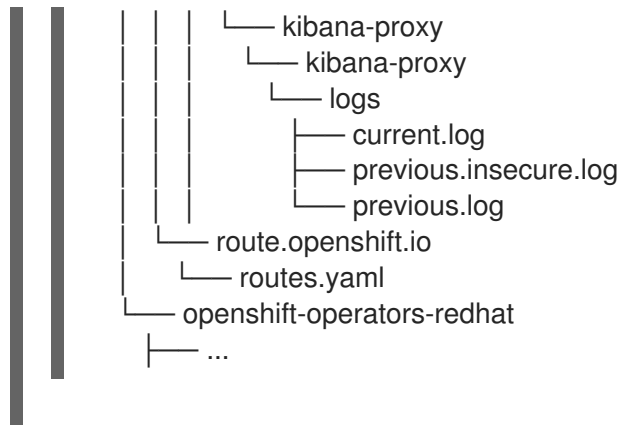 │ │ │ └── kibana-proxy
│ │ │ └── kibana-proxy
│ │ │ └── logs
│ │ │ ├── current.log
│ │ │ ├── previous.insecure.log
│ │ │ └── previous.log
│ └── route.openshift.io
│ └── routes.yaml
└── openshift-operators-redhat
├── ...